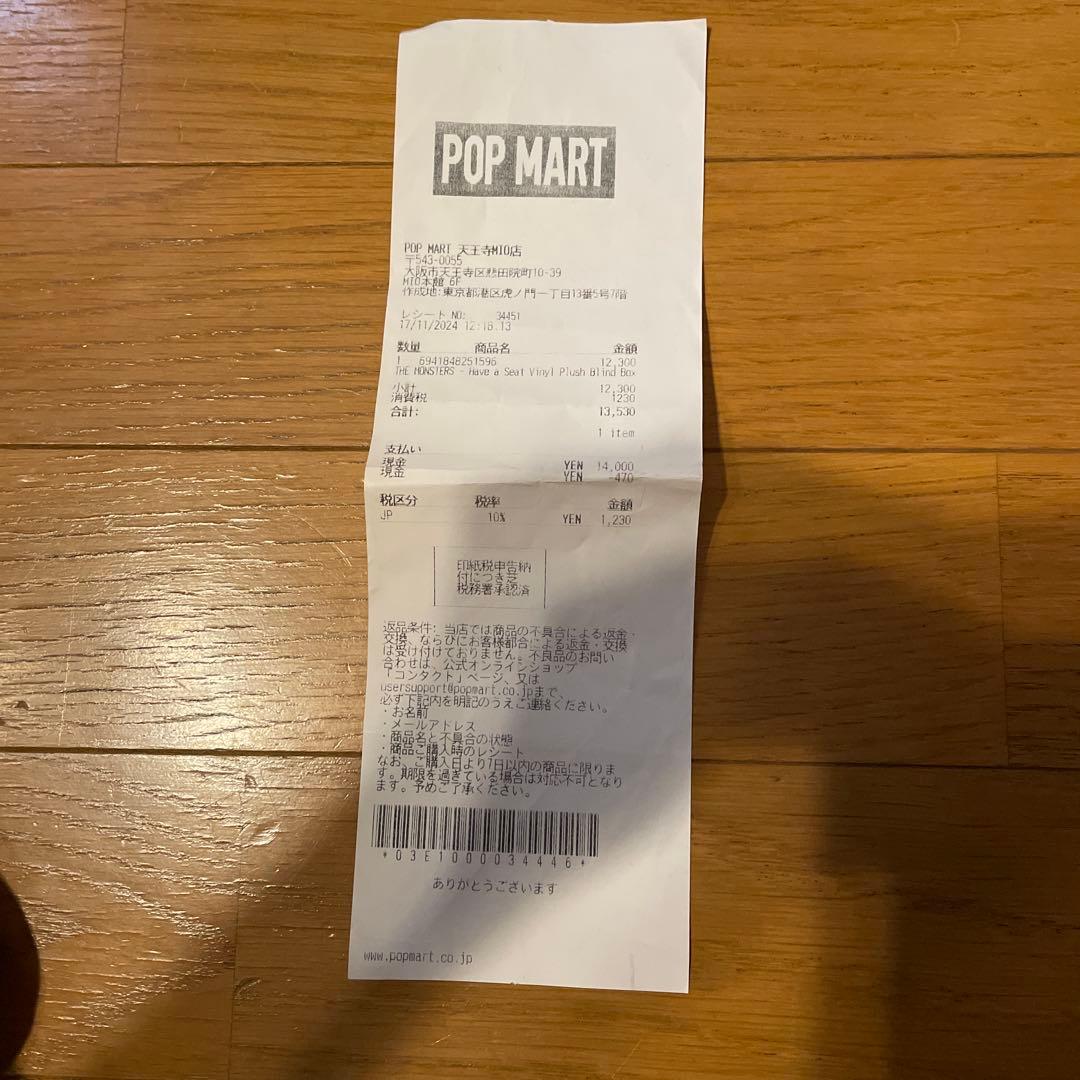 POP MART
POP MART 天王寺MIO店
〒543-0055
大阪市天王寺区悲田院町10-39
MIO本館 6F
作成地:東京都港区虎ノ門一丁目13番5号7階
レシート NO: 34451
17/11/2024 12:18.13
数量 商品名 金額
1 6941848251596 12,300
THE MONSTERS - Have a Seat Vinyl Plush Blind Box
小計 12,300
消費税 1230
合計: 13,530
1 item
支払い
現金 YEN 14,000
現金 YEN -470
税区分 税率 金額
JP 10% YEN 1,230
印紙税申告納
付につき芝
税務署承認済
返品条件: 当店では商品の不具合による返金・
交換、ならびにお客様都合による返金・交換
は受け付けておりません。不良品のお問い
合わせは、公式オンラインショップ
「コンタクト」ページ、又は
usersupport@popmart.co.jpまで、
必ず下記内を明記のうえご連絡ください。
・お名前
・メールアドレス
・商品名と不具合の状態
・商品ご購入時のレシート
なお、ご購入日より7日以内の商品に限りま
す。期限を過ぎている場合は対応不可となり
ます。予めご了承ください。
*03E1000034446*
ありがとうございます
www.popmart.co.jp